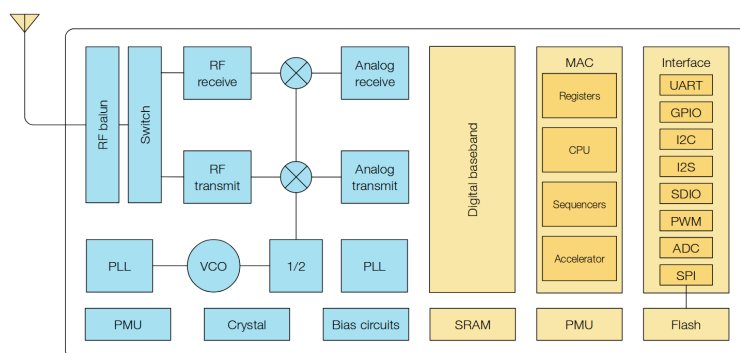 RF balun
Switch
RF
receive
Analog
receive
RF
transmit
Analog
transmit
PLL
VCO
1/2
PLL
PMU
Crystal
Bias circuits
Digital baseband
SRAM
MAC
Registers
CPU
Sequencers
Accelerator
PMU
Interface
UART
GPIO
I2C
I2S
SDIO
PWM
ADC
SPI
Flash